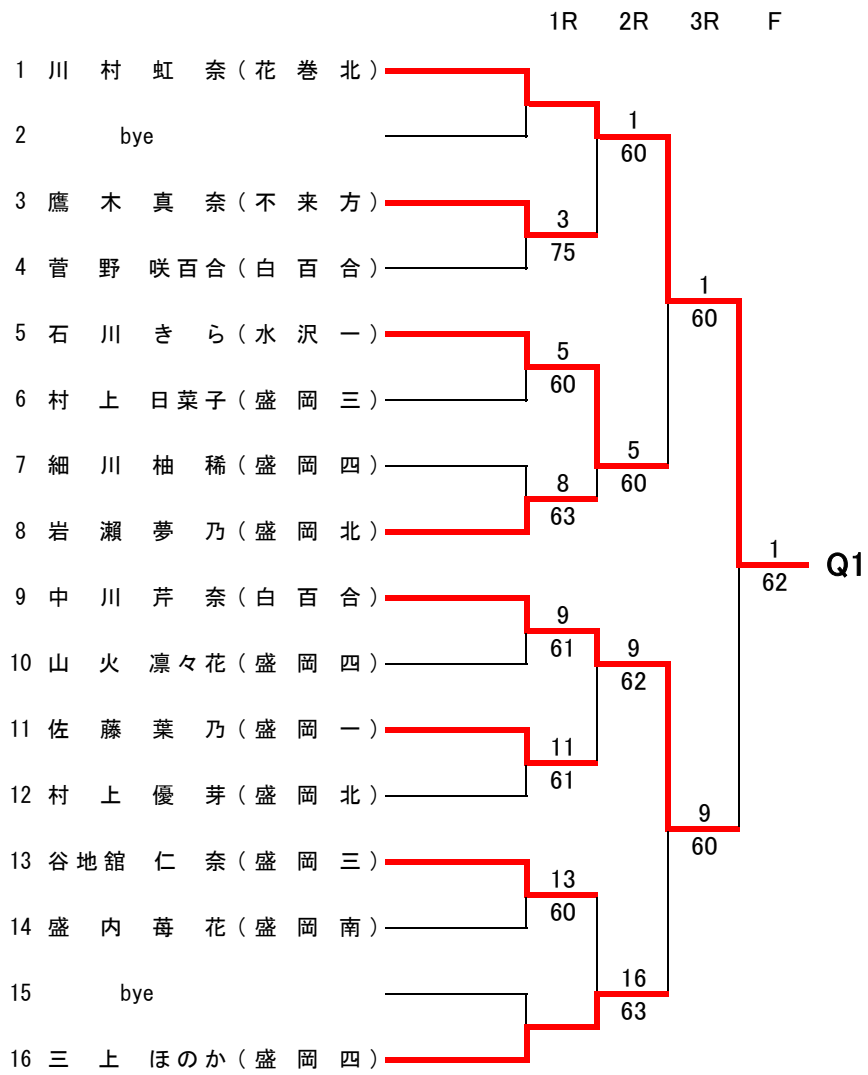 1R 2R 3R F
1 川村虹奈(花巻北)
1
2 bye
60
3 鷹木真奈(不来方)
3
75
4 菅野咲百合(白百合)
1
60
5 石川きら(水沢一)
5
60
6 村上日菜子(盛岡三)
5
7 細川柚稀(盛岡四)
60
8
63
8 岩瀬夢乃(盛岡北)
1
Q1
62
9 中川芹奈(白百合)
9
61
10 山火凛々花(盛岡四)
9
62
11 佐藤葉乃(盛岡一)
11
61
12 村上優芽(盛岡北)
9
60
13 谷地舘仁奈(盛岡三)
13
60
14 盛内苺花(盛岡南)
16
63
15 bye
16 三上ほのか(盛岡四)